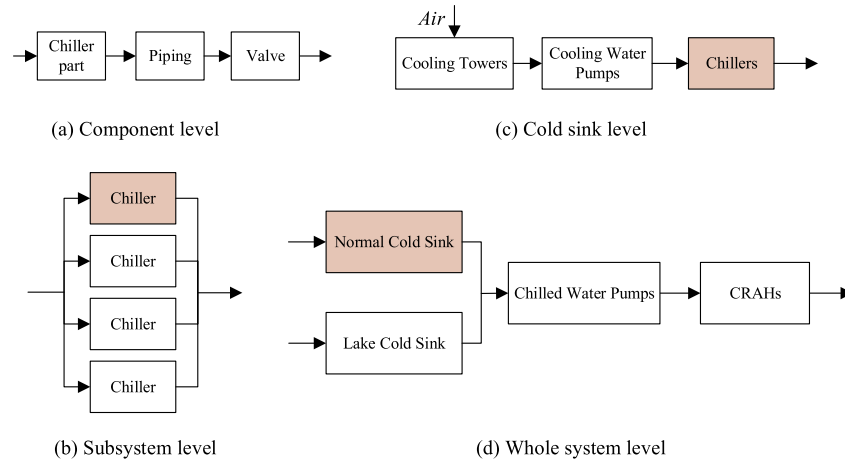 Chiller
part
Piping
Valve
(a) Component level
Air
Cooling Towers
Cooling Water
Pumps
Chillers
(c) Cold sink level
Chiller
Chiller
Chiller
Chiller
(b) Subsystem level
Normal Cold Sink
Lake Cold Sink
Chilled Water Pumps
CRAHs
(d) Whole system level